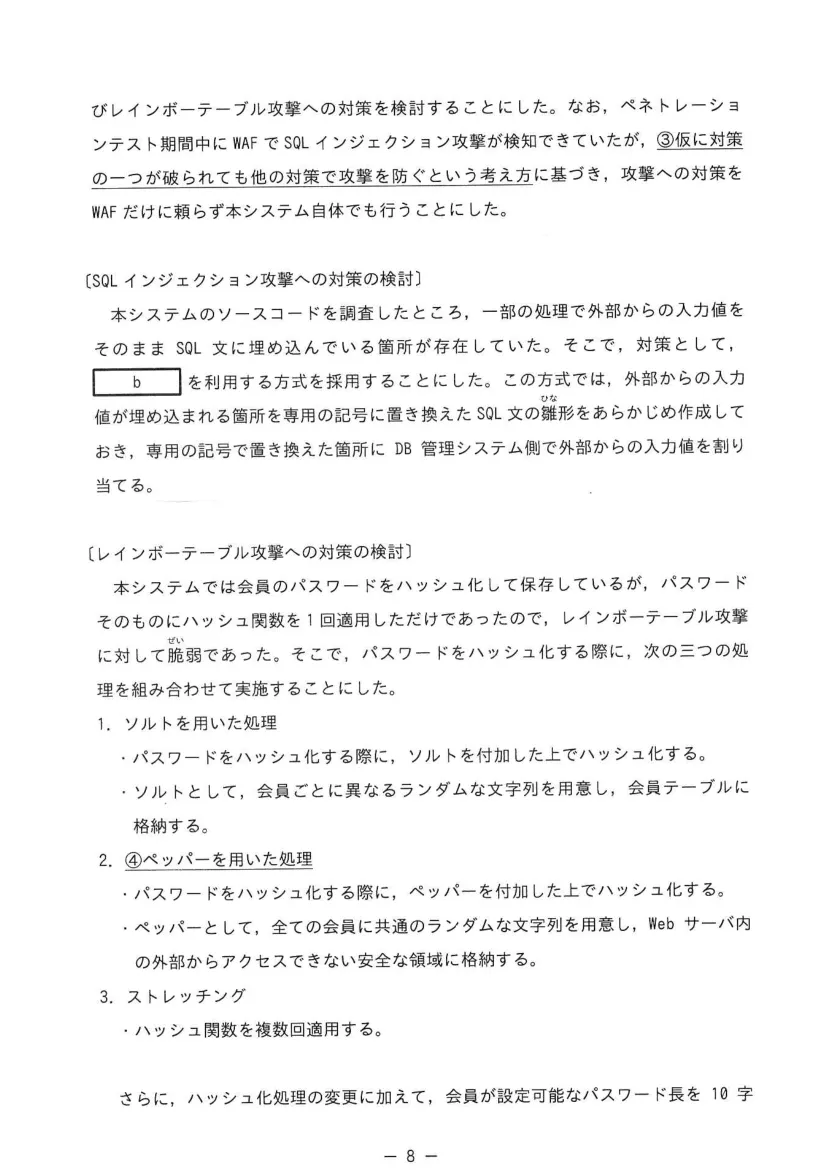 びレインボーテーブル攻撃への対策を検討することにした。なお，ペネトレーショ
ンテスト期間中に WAF で SQL インジェクション攻撃が検知できていたが，③仮に対策
の一つが破られても他の対策で攻撃を防ぐという考え方に基づき，攻撃への対策を
WAF だけに頼らず本システム自体でも行うことにした。
〔SQL インジェクション攻撃への対策の検討〕
本システムのソースコードを調査したところ，一部の処理で外部からの入力値を
そのまま SQL 文に埋め込んでいる箇所が存在していた。そこで，対策として，
b を利用する方式を採用することにした。この方式では，外部からの入力
ひな
値が埋め込まれる箇所を専用の記号に置き換えた SQL 文の雛形をあらかじめ作成して
おき，専用の記号で置き換えた箇所に DB 管理システム側で外部からの入力値を割り
当てる。
〔レインボーテーブル攻撃への対策の検討〕
本システムでは会員のパスワードをハッシュ化して保存しているが，パスワード
そのものにハッシュ関数を 1 回適用しただけであったので，レインボーテーブル攻撃
ぜい
に対して脆弱であった。そこで，パスワードをハッシュ化する際に，次の三つの処
理を組み合わせて実施することにした。
1. ソルトを用いた処理
・パスワードをハッシュ化する際に，ソルトを付加した上でハッシュ化する。
・ソルトとして，会員ごとに異なるランダムな文字列を用意し，会員テーブルに
格納する。
2. ④ペッパーを用いた処理
・パスワードをハッシュ化する際に，ペッパーを付加した上でハッシュ化する。
・ペッパーとして，全ての会員に共通のランダムな文字列を用意し，Web サーバ内
の外部からアクセスできない安全な領域に格納する。
3. ストレッチング
・ハッシュ関数を複数回適用する。
さらに，ハッシュ化処理の変更に加えて，会員が設定可能なパスワード長を 10 字
― 8 ―